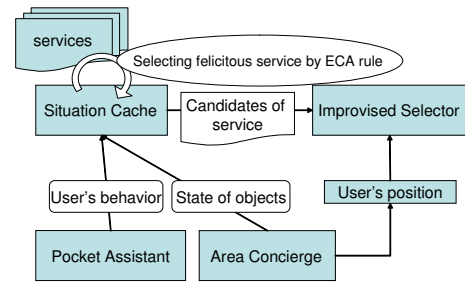 services
Selecting felicitous service by ECA rule
Situation Cache
Candidates of
service
Improvised Selector
User's behavior
State of objects
User's position
Pocket Assistant
Area Concierge